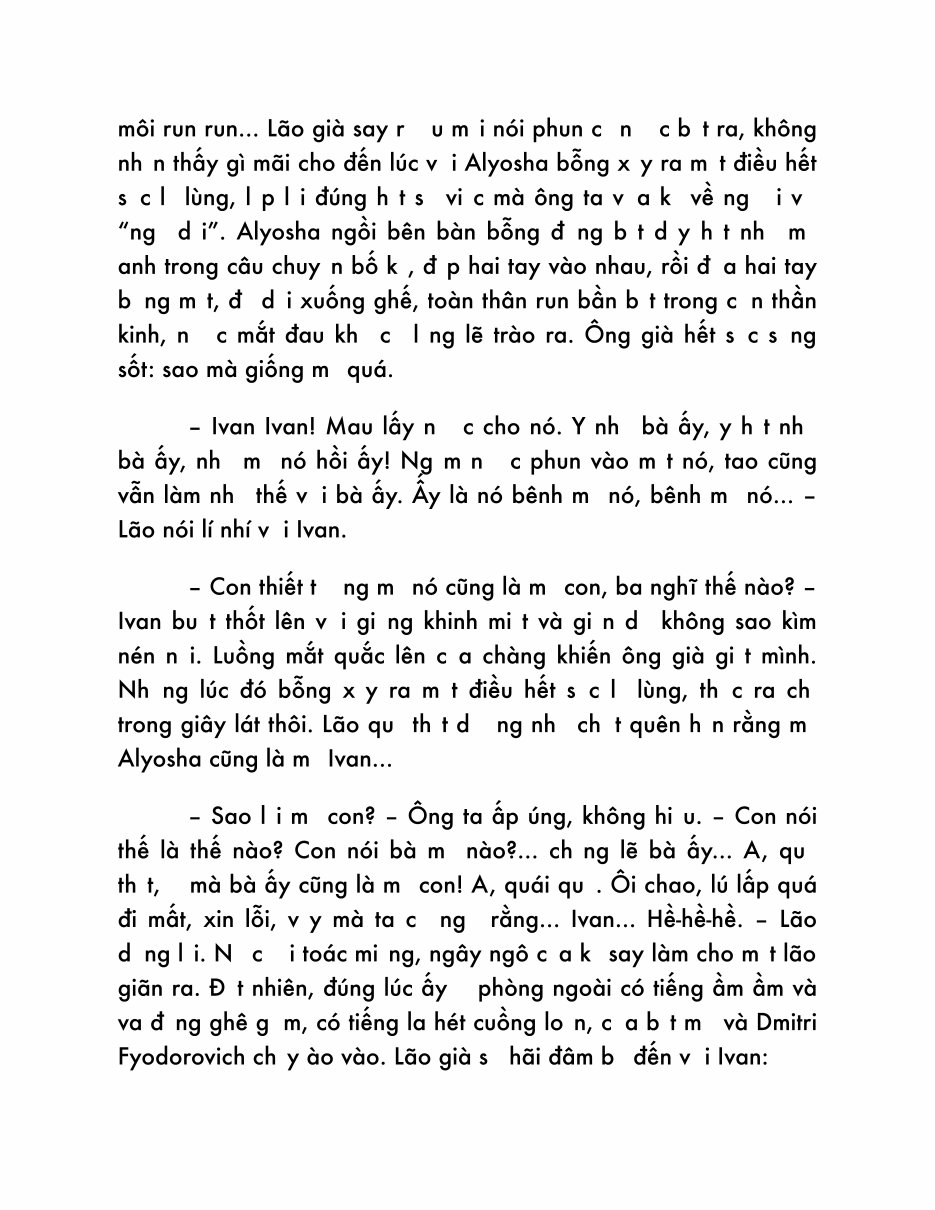 môi run run... Lão già say r u m i nói phun c n c b t ra, không
nh n thấy gì mãi cho đến lúc v i Alyosha bỗng x y ra m t điều hết
s c l lùng, l p l i đúng h t s vi c mà ông ta v a k về ng i v
“ng d i”. Alyosha ngồi bên bàn bỗng đ ng b t d y h t nh m
anh trong câu chuy n bố k , đ p hai tay vào nhau, rồi đ a hai tay
b ng m t, đ d i xuống ghế, toàn thân run bần b t trong c n thần
kinh, n c mắt đau kh c l ng lẽ trào ra. Ông già hết s c s ng
sốt: sao mà giống m quá.
– Ivan Ivan! Mau lấy n c cho nó. Y nh bà ấy, y h t nh
bà ấy, nh m nó hồi ấy! Ng m n c phun vào m t nó, tao cũng
vẫn làm nh thế v i bà ấy. Ấy là nó bênh m nó, bênh m nó... –
Lão nói lí nhí v i Ivan.
– Con thiết t ng m nó cũng là m con, ba nghĩ thế nào? –
Ivan bu t thốt lên v i gi ng khinh mi t và gi n d không sao kìm
nén n i. Luồng mắt quắc lên c a chàng khiến ông già gi t mình.
Nh ng lúc đó bỗng x y ra m t điều hết s c l lùng, th c ra ch
trong giây lát thôi. Lão qu th t d ng nh ch t quên h n rằng m
Alyosha cũng là m Ivan...
– Sao l i m con? – Ông ta ấp úng, không hi u. – Con nói
thế là thế nào? Con nói bà m nào?... ch ng lẽ bà ấy... A, qu
th t, mà bà ấy cũng là m con! A, quái qu . Ôi chao, lú lấp quá
đi mất, xin lỗi, v y mà ta c ng rằng... Ivan... Hề-hề-hề. – Lão
d ng l i. N c i toác mi ng, ngây ngô c a k say làm cho m t lão
giãn ra. Đ t nhiên, đúng lúc ấy phòng ngoài có tiếng ầm ầm và
va đ ng ghê g m, có tiếng la hét cuồng lo n, c a b t m và Dmitri
Fyodorovich ch y ào vào. Lão già s hãi đâm b đến v i Ivan: